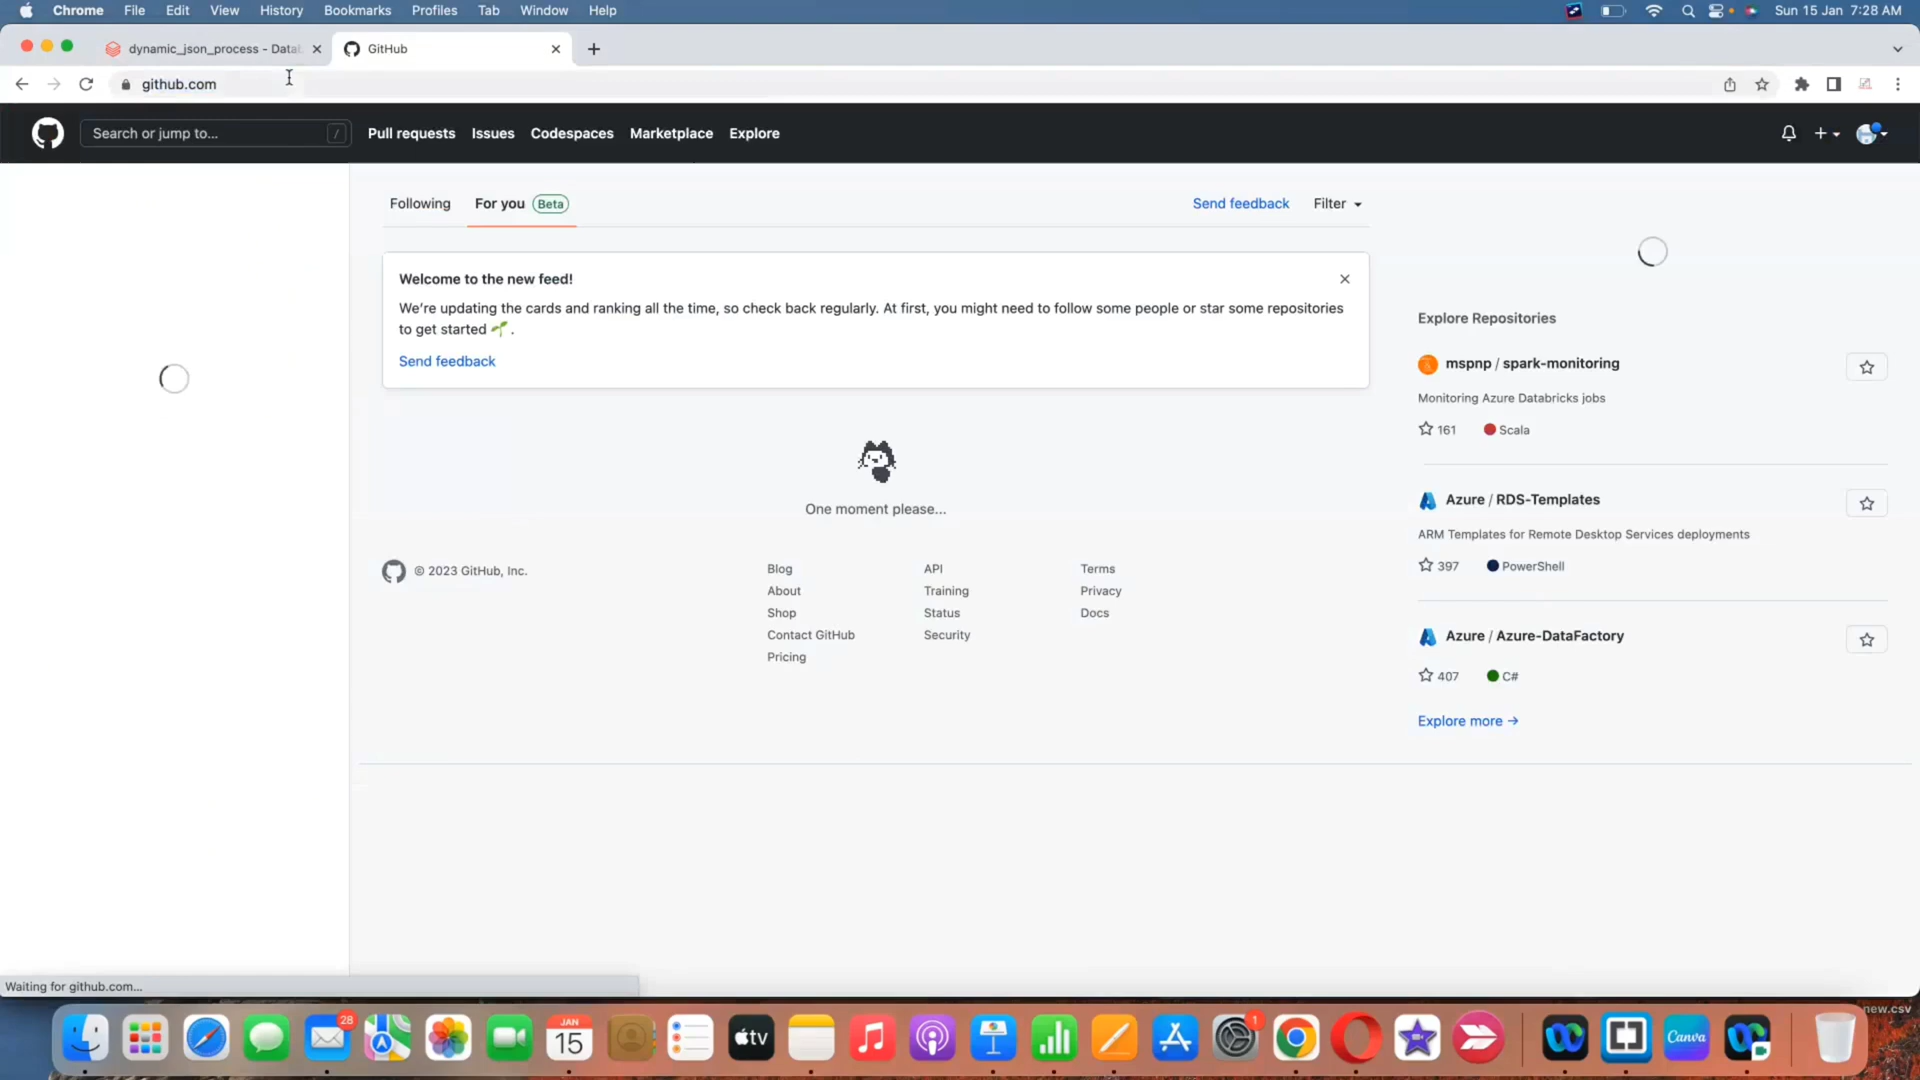 Chrome File Edit View History Bookmarks Profiles Tab Window Help Sun 15 Jan 7:28 AM
dynamic_json_process - Data GitHub
github.com
Search or jump to... / Pull requests Issues Codespaces Marketplace Explore
Following For you Beta Send feedback Filter
Welcome to the new feed!
We're updating the cards and ranking all the time, so check back regularly. At first, you might need to follow some people or star some repositories
to get started .
Send feedback
One moment please...
© 2023 GitHub, Inc.
Blog API Terms
About Training Privacy
Shop Status Docs
Contact GitHub Security
Pricing
Explore Repositories
mspnp / spark-monitoring
Monitoring Azure Databricks jobs
161 Scala
Azure / RDS-Templates
ARM Templates for Remote Desktop Services deployments
397 PowerShell
Azure / Azure-DataFactory
407 C#
Explore more →
Waiting for github.com...
new.csv
28 JAN 15 tv 1 Canva